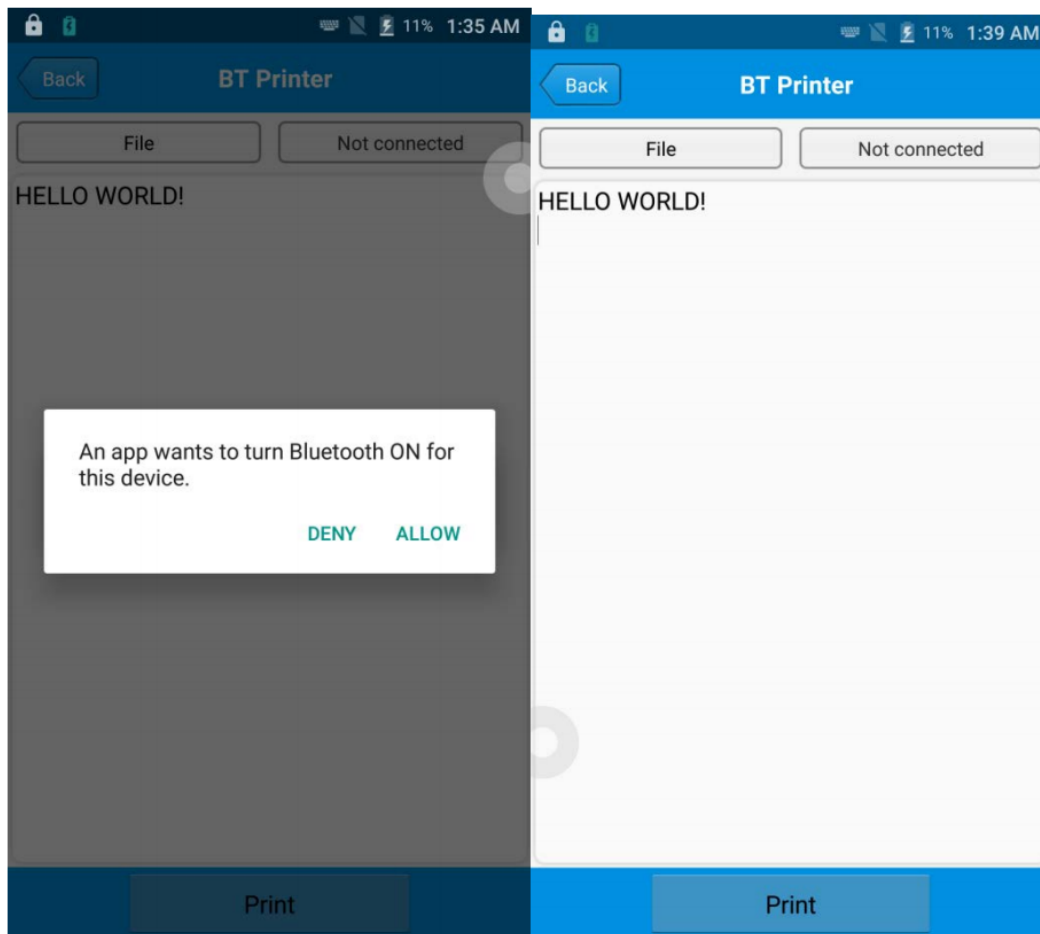 11% 1:35 AM
Back BT Printer
File Not connected
HELLO WORLD!
An app wants to turn Bluetooth ON for
this device.
DENY ALLOW
Print
11% 1:39 AM
Back BT Printer
File Not connected
HELLO WORLD!
Print